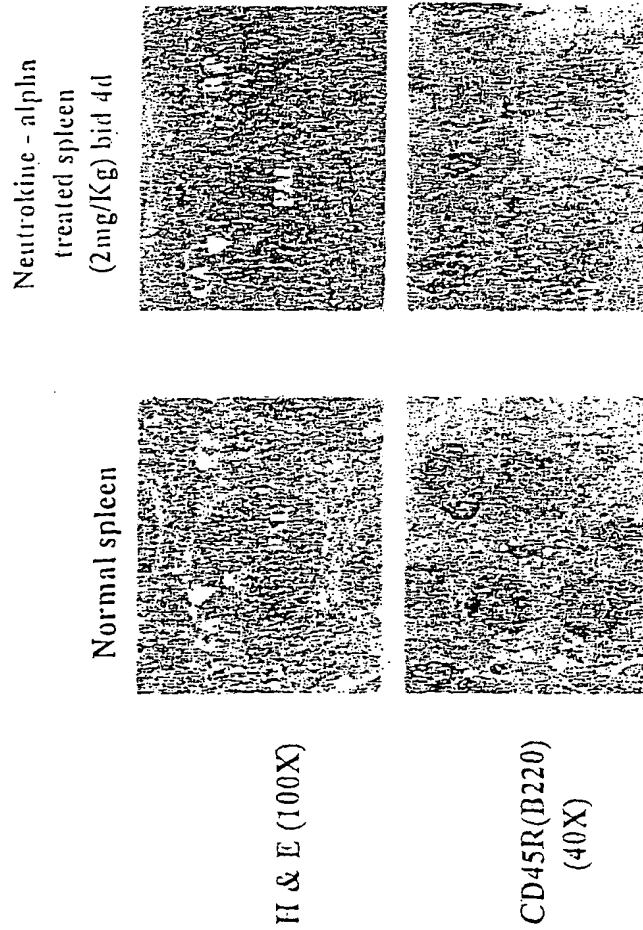 Neutrokine - alpha
treated spleen
(2mg/Kg) bid 4d
Normal spleen
H & E (100X)
CD45R(B220)
(40X)